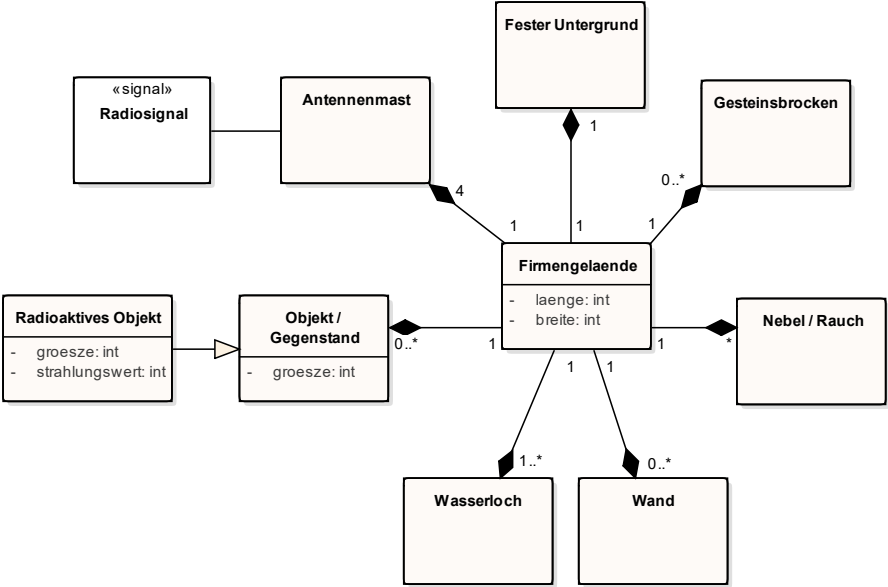 Fester Untergrund
1
1
«signal»
Radiosignal
Antennenmast
4
1
Gesteinsbrocken
0..*
1
Firmengelaende
- laenge: int
- breite: int
Radioaktives Objekt
- groesze: int
- strahlungswert: int
Objekt /
Gegenstand
- groesze: int
0..*
1
Nebel / Rauch
1
*
1
1
1..*
0..*
Wasserloch
Wand